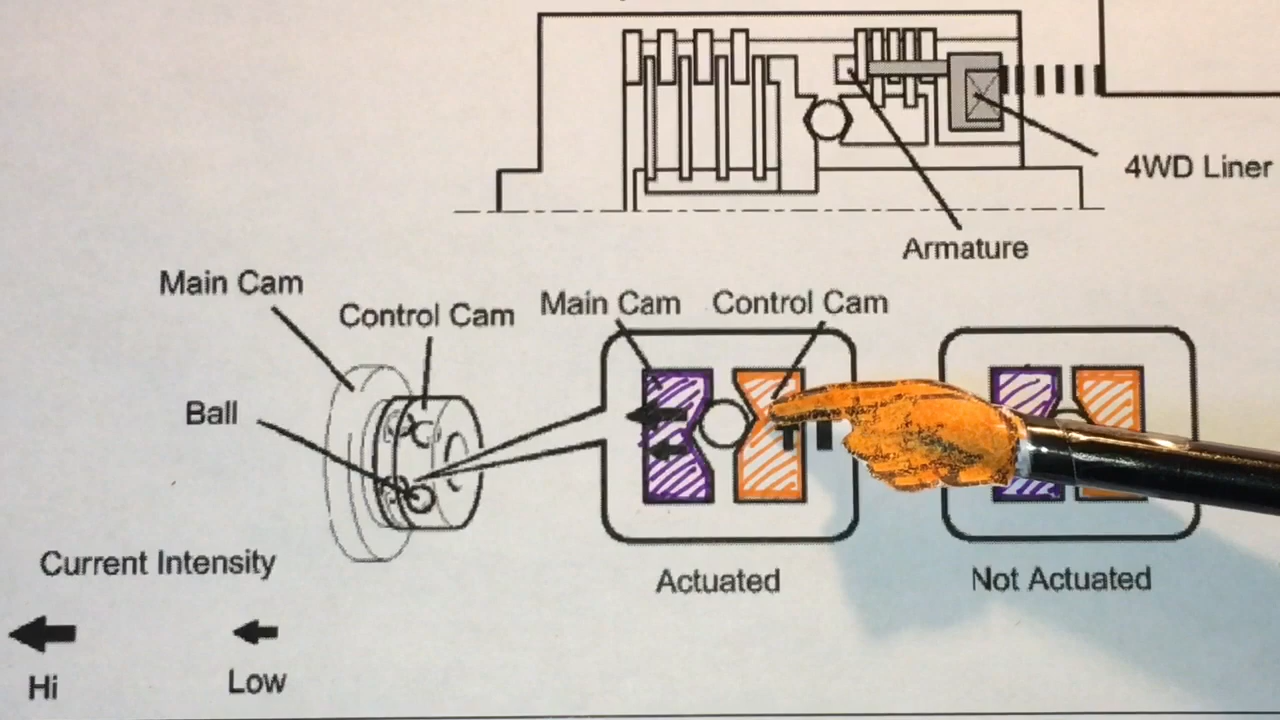 4WD Liner
Armature
Main Cam
Control Cam
Ball
Main Cam
Control Cam
Actuated
Not Actuated
Current Intensity
Hi
Low